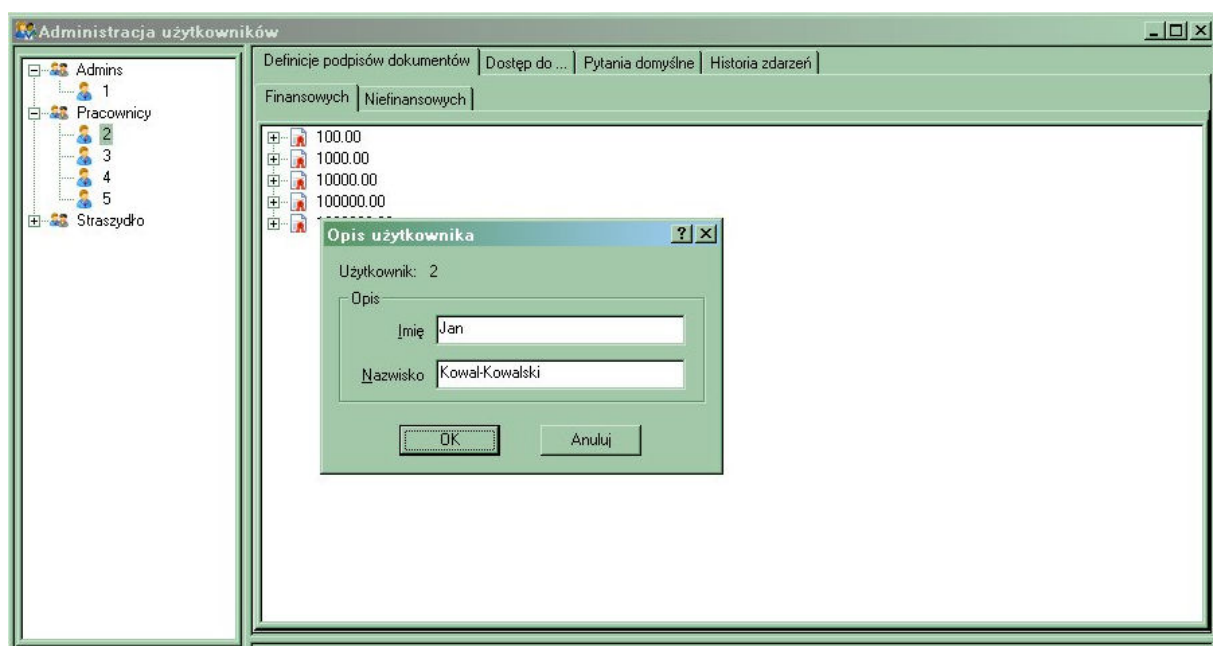 Administracja użytkowników
Admins
1
Pracownicy
2
3
4
5
Straszydło
Definicje podpisów dokumentów Dostęp do ... Pytania domyślne Historia zdarzeń
Finansowych Niefinansowych
100.00
1000.00
10000.00
100000.00
Opis użytkownika
Użytkownik: 2
Opis
Imię Jan
Nazwisko Kowal-Kowalski
OK Anuluj